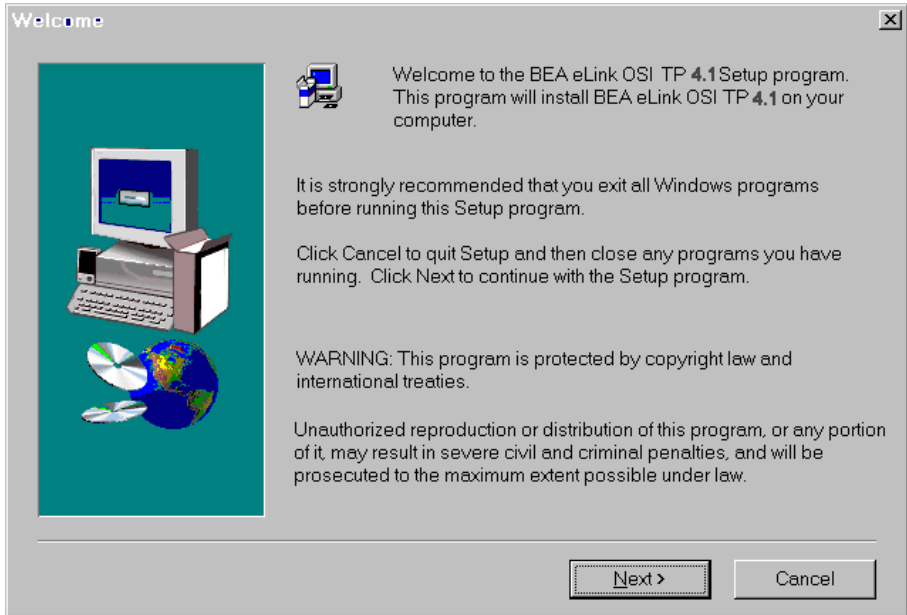 Welcome
Welcome to the BEA eLink OSI TP 4.1 Setup program.
This program will install BEA eLink OSI TP 4.1 on your
computer.
It is strongly recommended that you exit all Windows programs
before running this Setup program.
Click Cancel to quit Setup and then close any programs you have
running. Click Next to continue with the Setup program.
WARNING: This program is protected by copyright law and
international treaties.
Unauthorized reproduction or distribution of this program, or any portion
of it, may result in severe civil and criminal penalties, and will be
prosecuted to the maximum extent possible under law.
Next >
Cancel